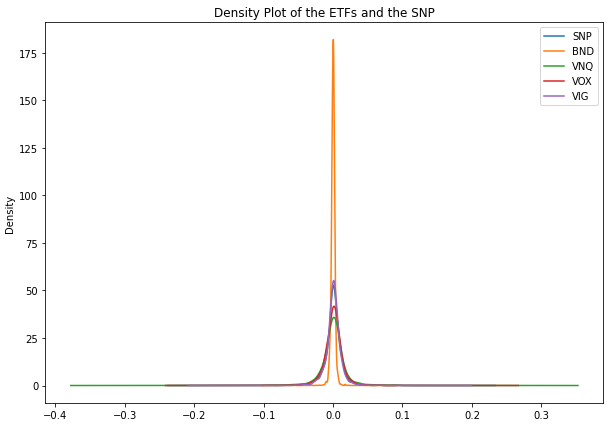 Density Plot of the ETFs and the SNP
SNP
BND
VNQ
VOX
VIG
Density
175
150
125
100
75
50
25
0
−0.4
−0.3
−0.2
−0.1
0.0
0.1
0.2
0.3